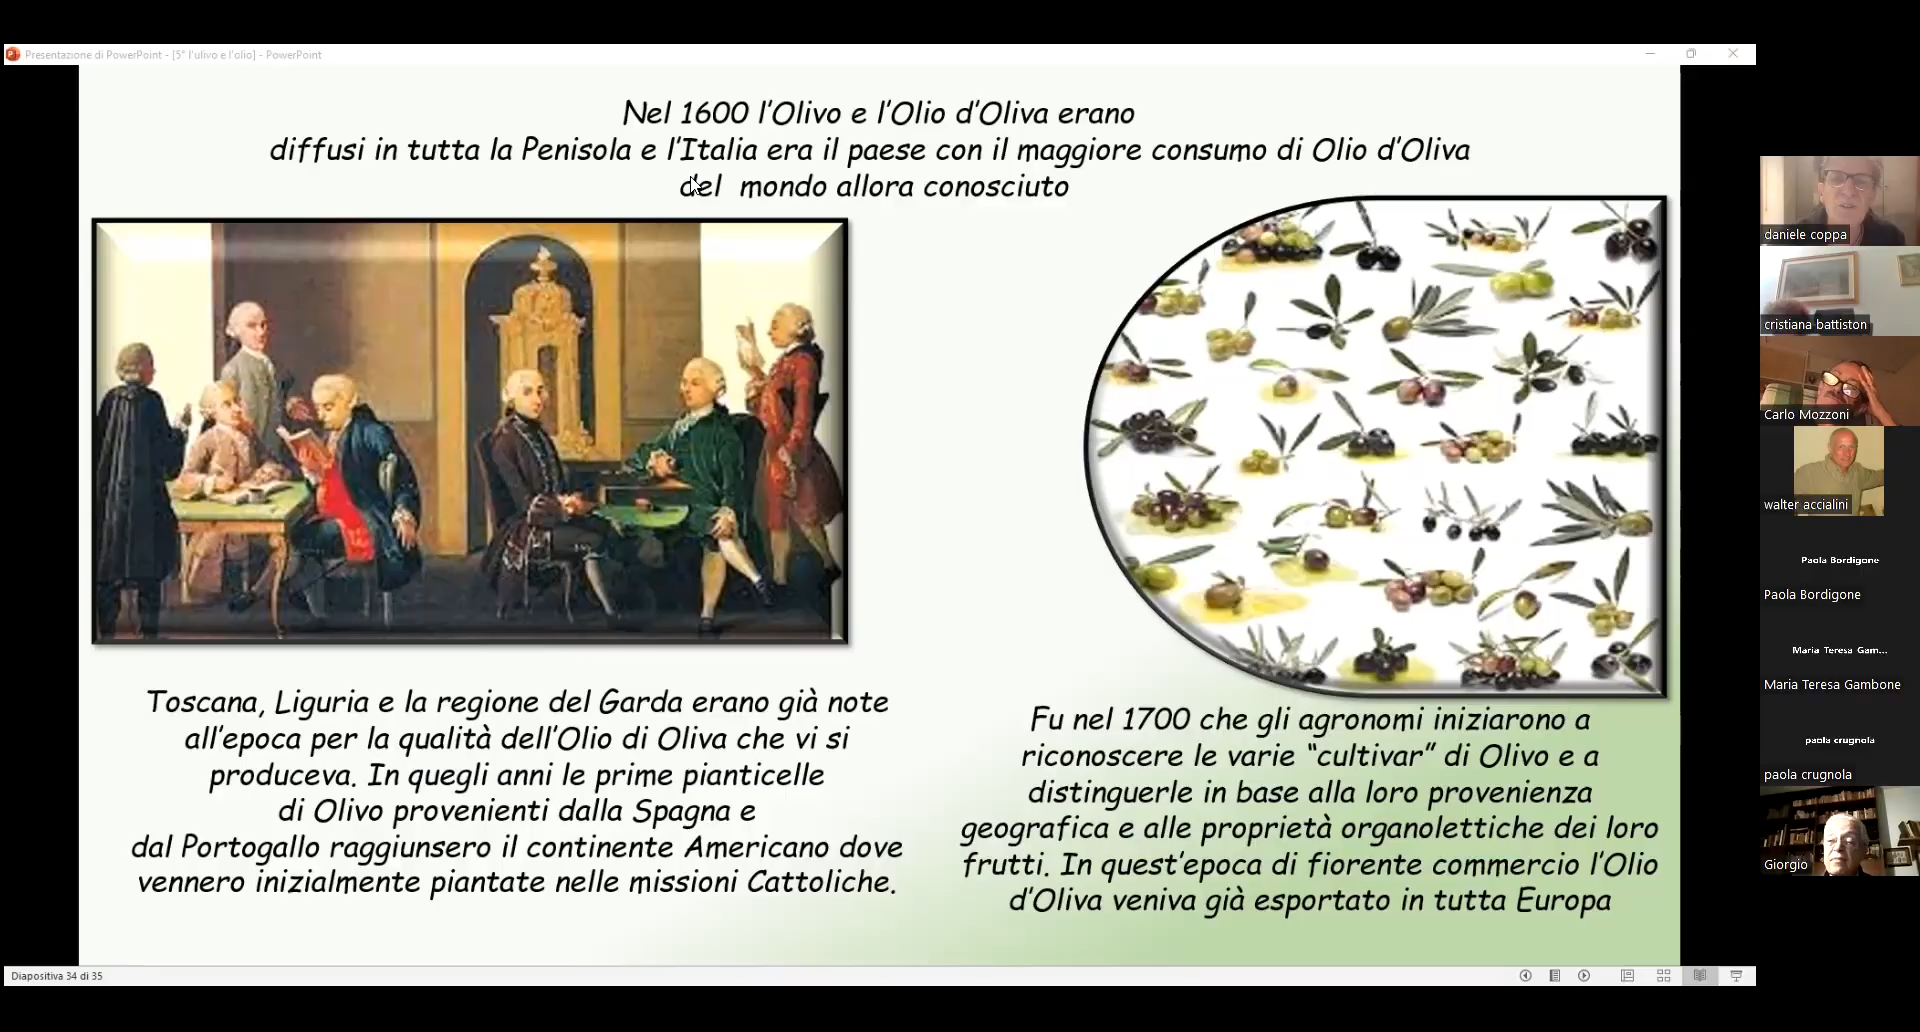 Presentazione di PowerPoint - [5° l'ulivo e l'olio] - PowerPoint
Nel 1600 l'Olivo e l'Olio d'Oliva erano
diffusi in tutta la Penisola e l'Italia era il paese con il maggiore consumo di Olio d'Oliva
del mondo allora conosciuto
Toscana, Liguria e la regione del Garda erano già note
all'epoca per la qualità dell'Olio di Oliva che vi si
produceva. In quegli anni le prime pianticelle
di Olivo provenienti dalla Spagna e
dal Portogallo raggiunsero il continente Americano dove
vennero inizialmente piantate nelle missioni Cattoliche.
Fu nel 1700 che gli agronomi iniziarono a
riconoscere le varie “cultivar” di Olivo e a
distinguerle in base alla loro provenienza
geografica e alle proprietà organolettiche dei loro
frutti. In quest'epoca di fiorente commercio l'Olio
d'Oliva veniva già esportato in tutta Europa
Diapositiva 34 di 35
daniele coppa
cristiana battiston
Carlo Mozzoni
walter accialini
Paola Bordigone
Paola Bordigone
Maria Teresa Gam...
Maria Teresa Gambone
paola crugnola
paola crugnola
Giorgio